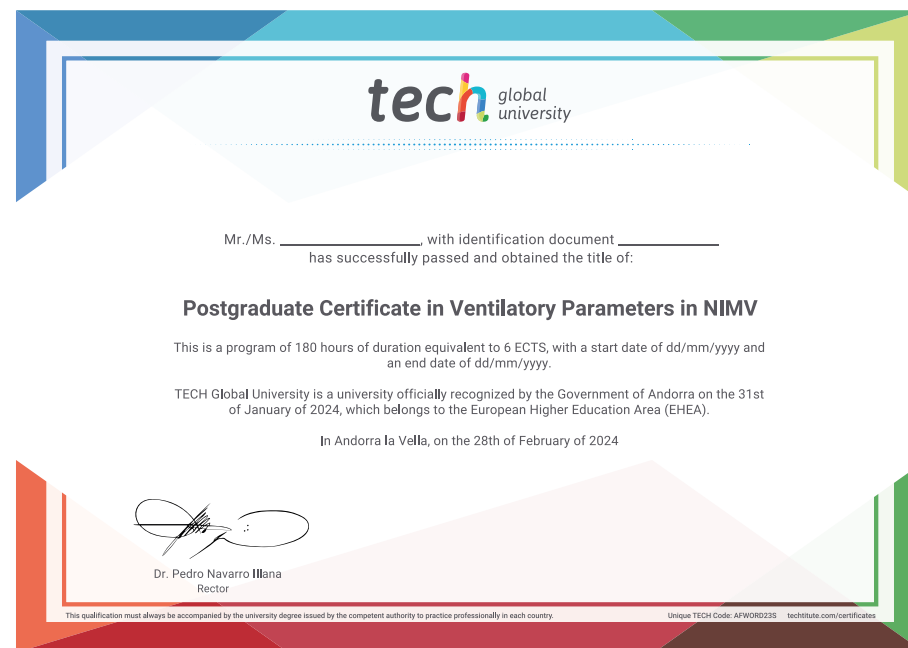 tech global university
Mr./Ms. ____________________, with identification document ______________
has successfully passed and obtained the title of:
Postgraduate Certificate in Ventilatory Parameters in NIMV
This is a program of 180 hours of duration equivalent to 6 ECTS, with a start date of dd/mm/yyyy and
an end date of dd/mm/yyyy.
TECH Global University is a university officially recognized by the Government of Andorra on the 31st
of January of 2024, which belongs to the European Higher Education Area (EHEA).
In Andorra la Vella, on the 28th of February of 2024
Dr. Pedro Navarro Illana
Rector
This qualification must always be accompanied by the university degree issued by the competent authority to practice professionally in each country.
Unique TECH Code: AFWORD23S techtitute.com/certificates